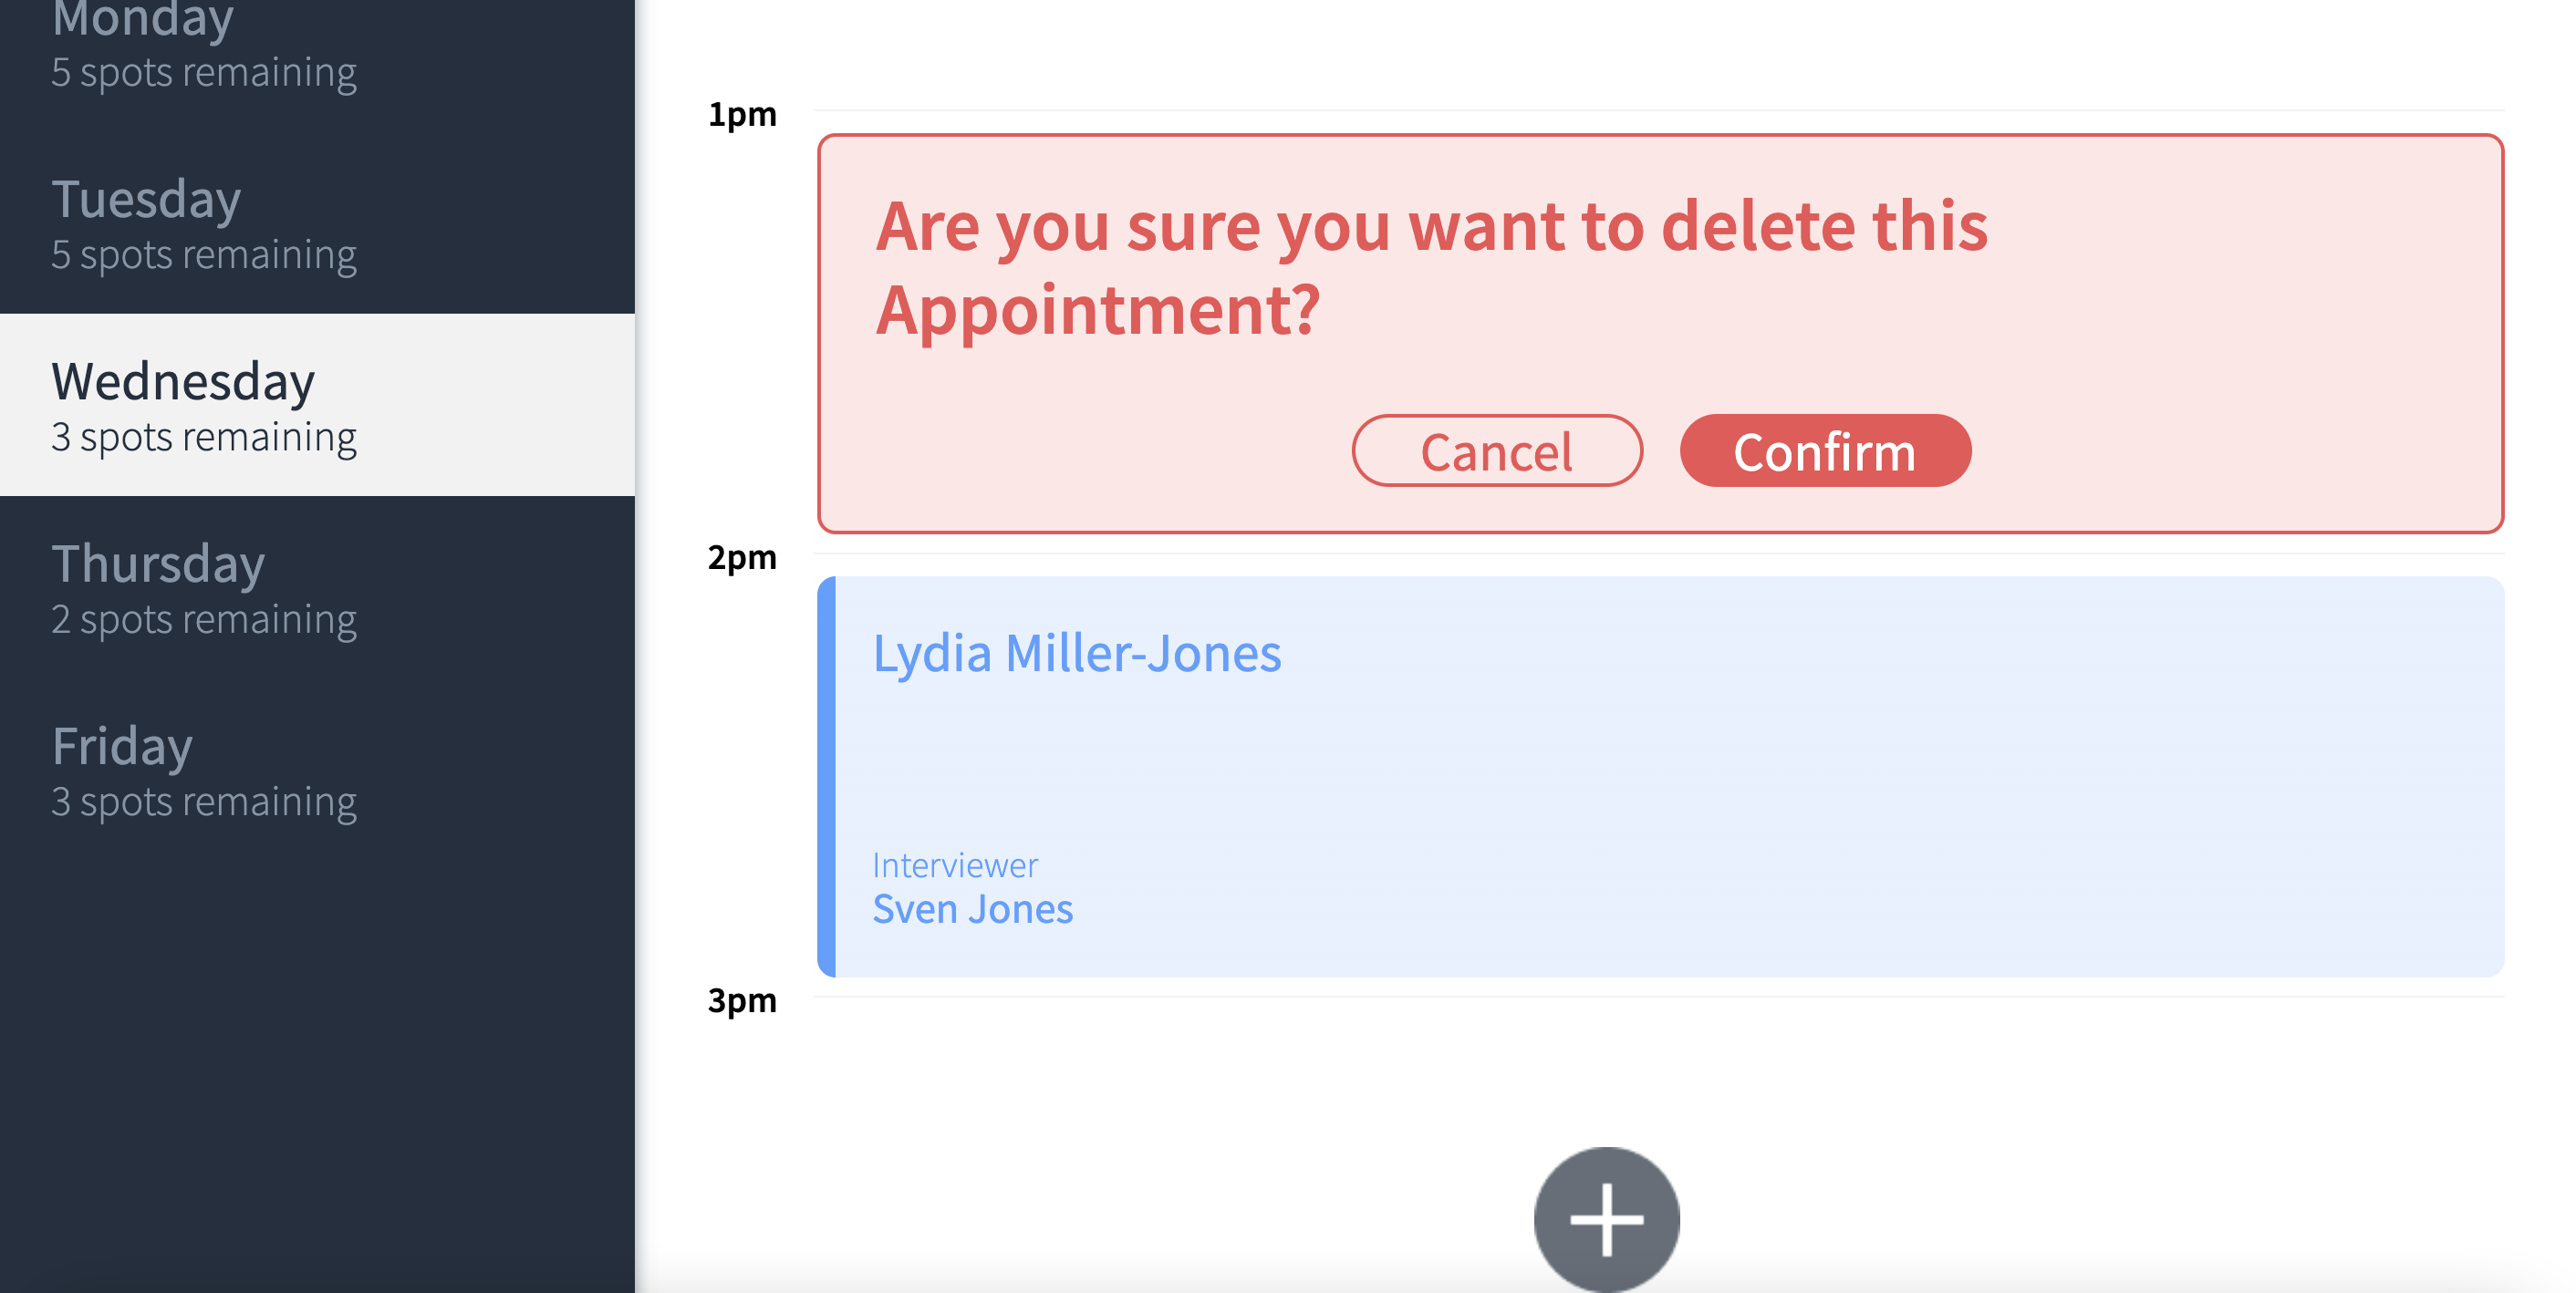 Monday
5 spots remaining
Tuesday
5 spots remaining
Wednesday
3 spots remaining
Thursday
2 spots remaining
Friday
3 spots remaining
1pm
Are you sure you want to delete this
Appointment?
Cancel Confirm
2pm
Lydia Miller-Jones
Interviewer
Sven Jones
3pm